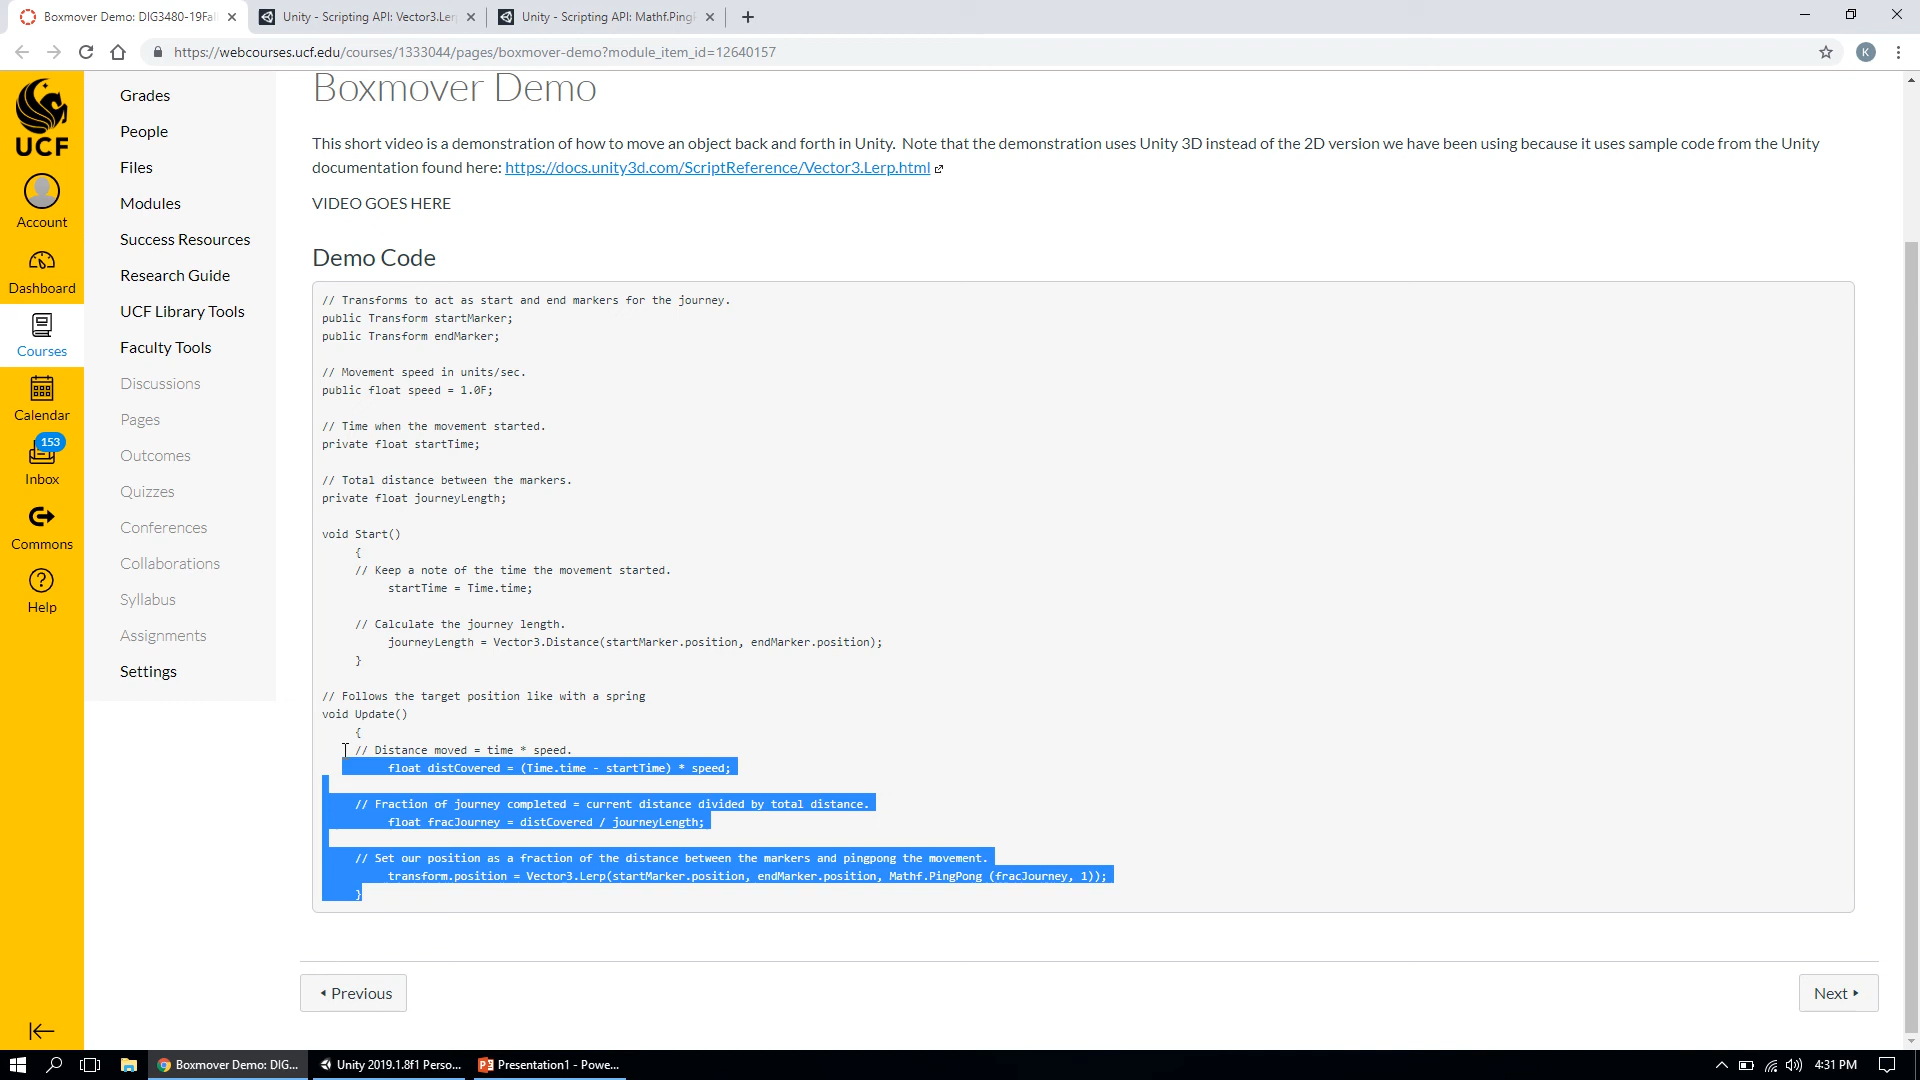 Boxmover Demo: DIG3480-19Fal
Unity - Scripting API: Vector3.Ler
Unity - Scripting API: Mathf.Ping
https://webcourses.ucf.edu/courses/1333044/pages/boxmover-demo?module_item_id=12640157
K
UCF
Account
Dashboard
Courses
Calendar
153
Inbox
Commons
Help
Grades
People
Files
Modules
Success Resources
Research Guide
UCF Library Tools
Faculty Tools
Discussions
Pages
Outcomes
Quizzes
Conferences
Collaborations
Syllabus
Assignments
Settings
Boxmover Demo
This short video is a demonstration of how to move an object back and forth in Unity.  Note that the demonstration uses Unity 3D instead of the 2D version we have been using because it uses sample code from the Unity
documentation found here: https://docs.unity3d.com/ScriptReference/Vector3.Lerp.html
VIDEO GOES HERE
Demo Code
// Transforms to act as start and end markers for the journey.
public Transform startMarker;
public Transform endMarker;
// Movement speed in units/sec.
public float speed = 1.0F;
// Time when the movement started.
private float startTime;
// Total distance between the markers.
private float journeyLength;
void Start()
{
// Keep a note of the time the movement started.
startTime = Time.time;
// Calculate the journey length.
journeyLength = Vector3.Distance(startMarker.position, endMarker.position);
}
// Follows the target position like with a spring
void Update()
{
// Distance moved = time * speed.
float distCovered = (Time.time - startTime) * speed;
// Fraction of journey completed = current distance divided by total distance.
float fracJourney = distCovered / journeyLength;
// Set our position as a fraction of the distance between the markers and pingpong the movement.
transform.position = Vector3.Lerp(startMarker.position, endMarker.position, Mathf.PingPong (fracJourney, 1));
}
Previous
Next
Boxmover Demo: DIG...
Unity 2019.1.8f1 Perso...
Presentation1 - Powe...
4:31 PM